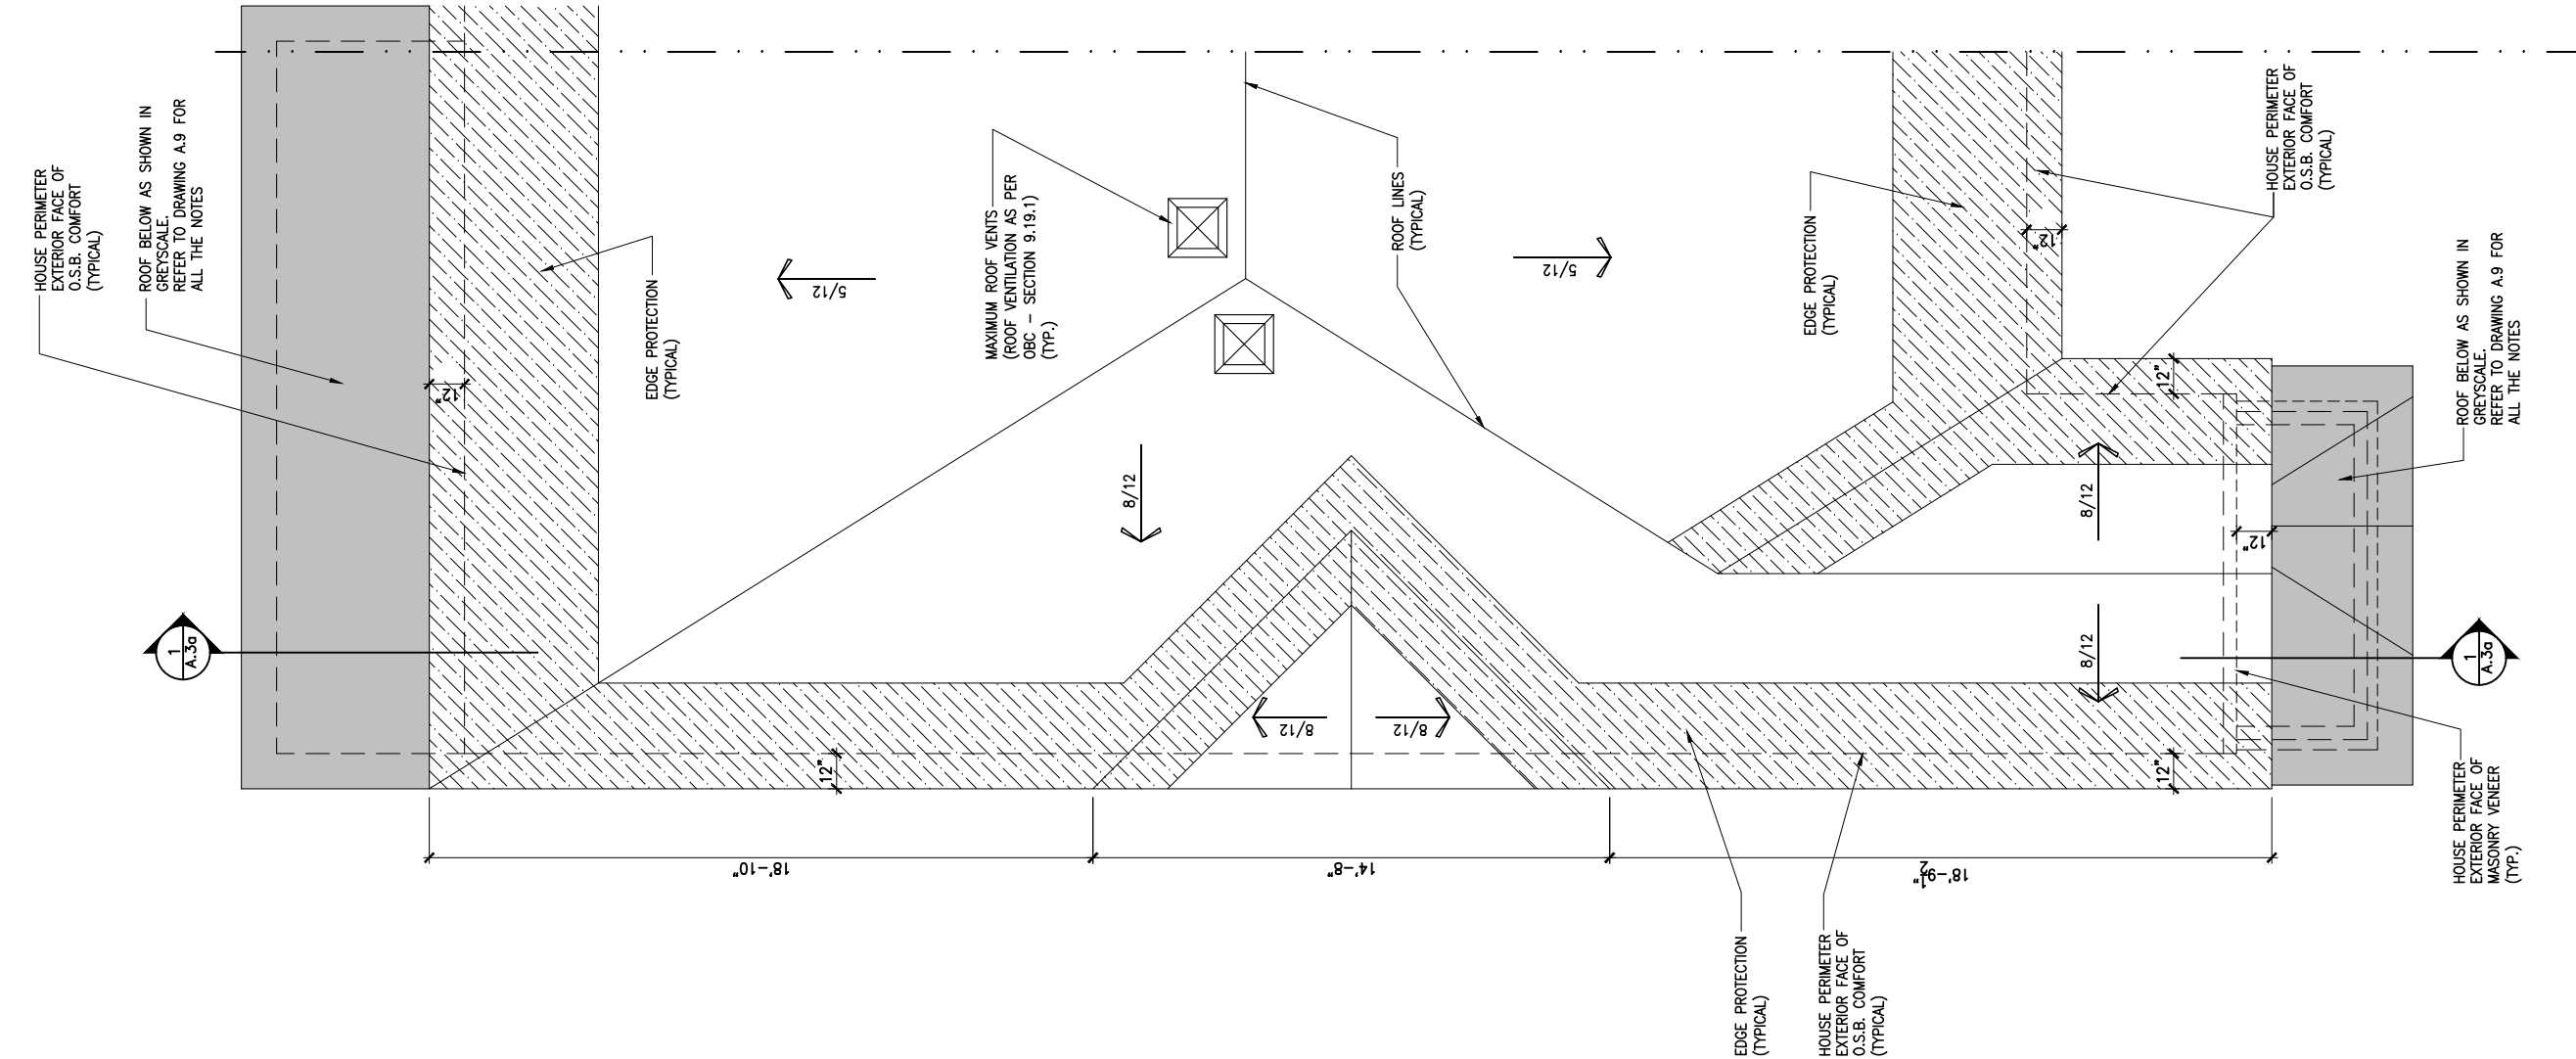 HOUSE PERIMETER
EXTERIOR FACE OF
O.S.B. COMFORT
(TYPICAL)
ROOF BELOW AS SHOWN IN
GREYSCALE.
REFER TO DRAWING A.9 FOR
ALL THE NOTES
12"
EDGE PROTECTION
(TYPICAL)
5/12
MAXIMUM ROOF VENTS
(ROOF VENTILATION AS PER
OBC – SECTION 9.19.1)
(TYP.)
ROOF LINES
(TYPICAL)
5/12
EDGE PROTECTION
(TYPICAL)
12"
HOUSE PERIMETER
EXTERIOR FACE OF
O.S.B. COMFORT
(TYPICAL)
ROOF BELOW AS SHOWN IN
GREYSCALE.
REFER TO DRAWING A.9 FOR
ALL THE NOTES
12"
8/12
8/12
12"
8/12
1
A.3a
8/12
8/12
12"
12"
1
A.3a
18'-10"
14'-8"
18'-9 1/2"
EDGE PROTECTION
(TYPICAL)
HOUSE PERIMETER
EXTERIOR FACE OF
O.S.B. COMFORT
(TYPICAL)
HOUSE PERIMETER
EXTERIOR FACE OF
MASONRY VENEER
(TYP.)